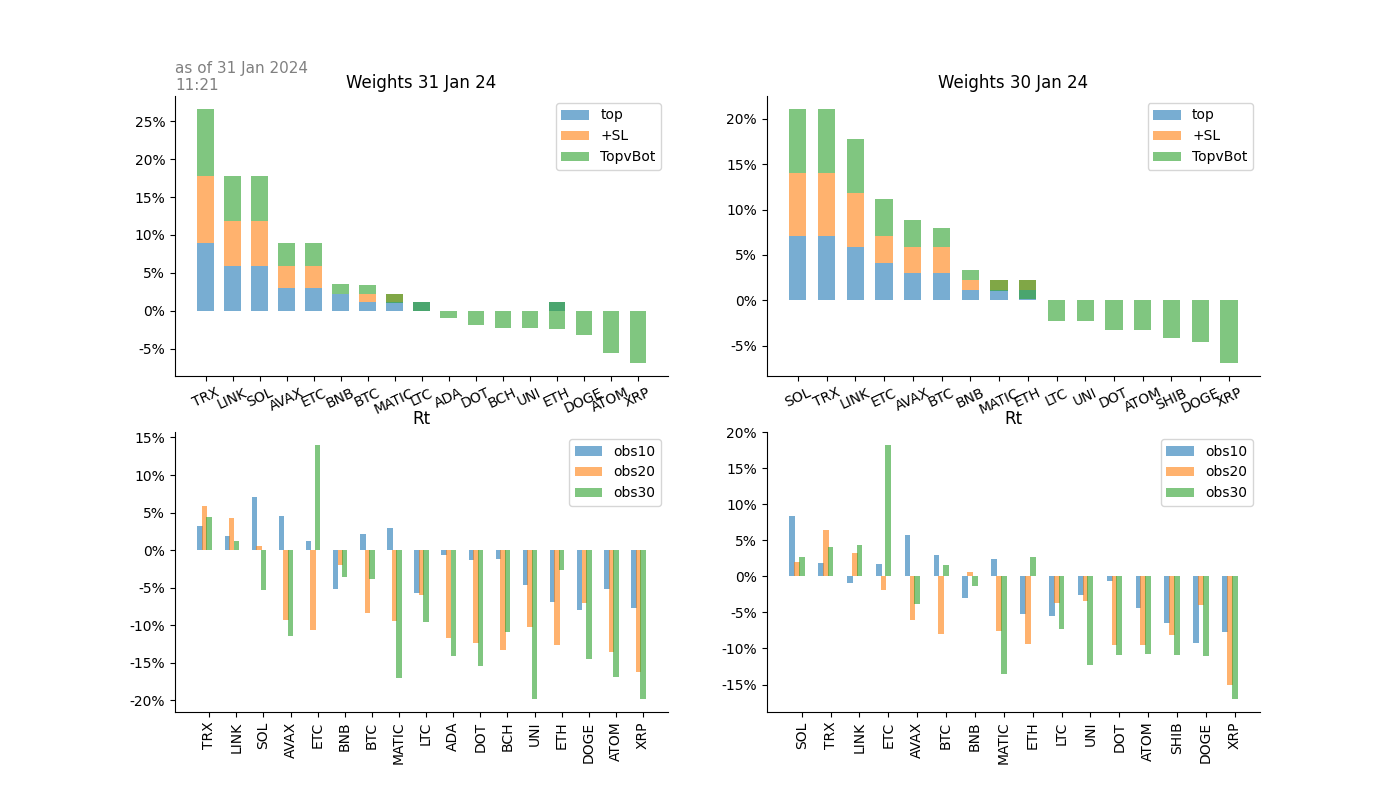 as of 31 Jan 2024
11:21
Weights 31 Jan 24
25%
20%
15%
10%
5%
0%
-5%
top
+SL
TopvBot
TRX LINK SOL AVAX ETC BNB BTC MATIC LTC ADA DOT BCH UNI ETH DOGE ATOM XRP
Weights 30 Jan 24
20%
15%
10%
5%
0%
-5%
top
+SL
TopvBot
SOL TRX LINK ETC AVAX BTC BNB MATIC ETH LTC UNI DOT ATOM SHIB DOGE XRP
Rt
15%
10%
5%
0%
-5%
-10%
-15%
-20%
obs10
obs20
obs30
TRX LINK SOL AVAX ETC BNB BTC MATIC LTC ADA DOT BCH UNI ETH DOGE ATOM XRP
Rt
20%
15%
10%
5%
0%
-5%
-10%
-15%
obs10
obs20
obs30
SOL TRX LINK ETC AVAX BTC BNB MATIC ETH LTC UNI DOT ATOM SHIB DOGE XRP